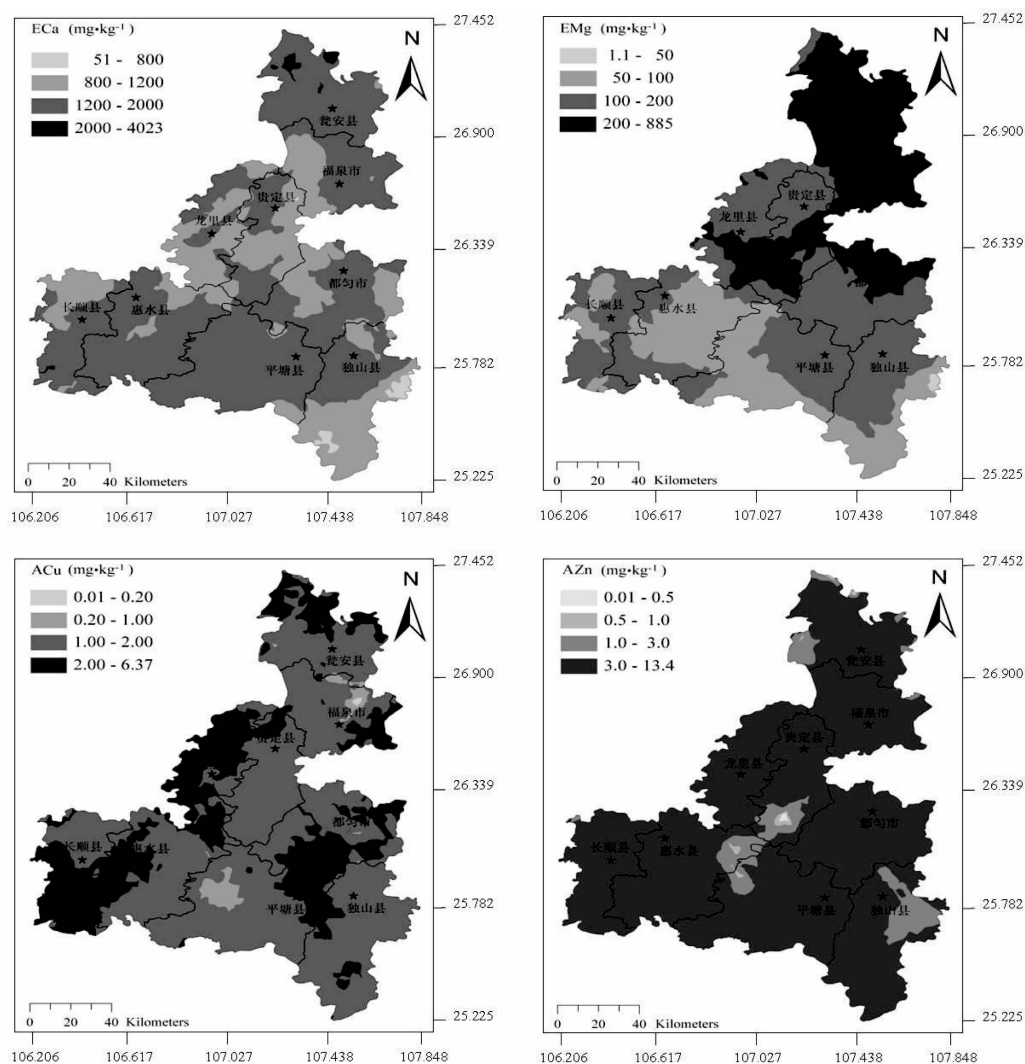 ECa (mg•kg⁻¹)
51 - 800
800 - 1200
1200 - 2000
2000 - 4023
N
瓮安县
福泉市
贵定县
龙里县
都匀市
长顺县
惠水县
平塘县
独山县
0 20 40 Kilometers
27.452
26.900
26.339
25.782
25.225
106.206 106.617 107.027 107.438 107.848
EMg (mg•kg⁻¹)
1.1 - 50
50 - 100
100 - 200
200 - 885
N
贵定县
龙里县
长顺县
惠水县
平塘县
独山县
0 20 40 Kilometers
27.452
26.900
26.339
25.782
25.225
106.206 106.617 107.027 107.438 107.848
ACu (mg•kg⁻¹)
0.01 - 0.20
0.20 - 1.00
1.00 - 2.00
2.00 - 6.37
N
瓮安县
福泉市
贵定县
都匀市
长顺县
惠水县
平塘县
独山县
0 20 40 Kilometers
27.452
26.900
26.339
25.782
25.225
106.206 106.617 107.027 107.438 107.848
AZn (mg•kg⁻¹)
0.01 - 0.5
0.5 - 1.0
1.0 - 3.0
3.0 - 13.4
N
瓮安县
福泉市
贵定县
龙里县
都匀市
长顺县
惠水县
平塘县
独山县
0 20 40 Kilometers
27.452
26.900
26.339
25.782
25.225
106.206 106.617 107.027 107.438 107.848